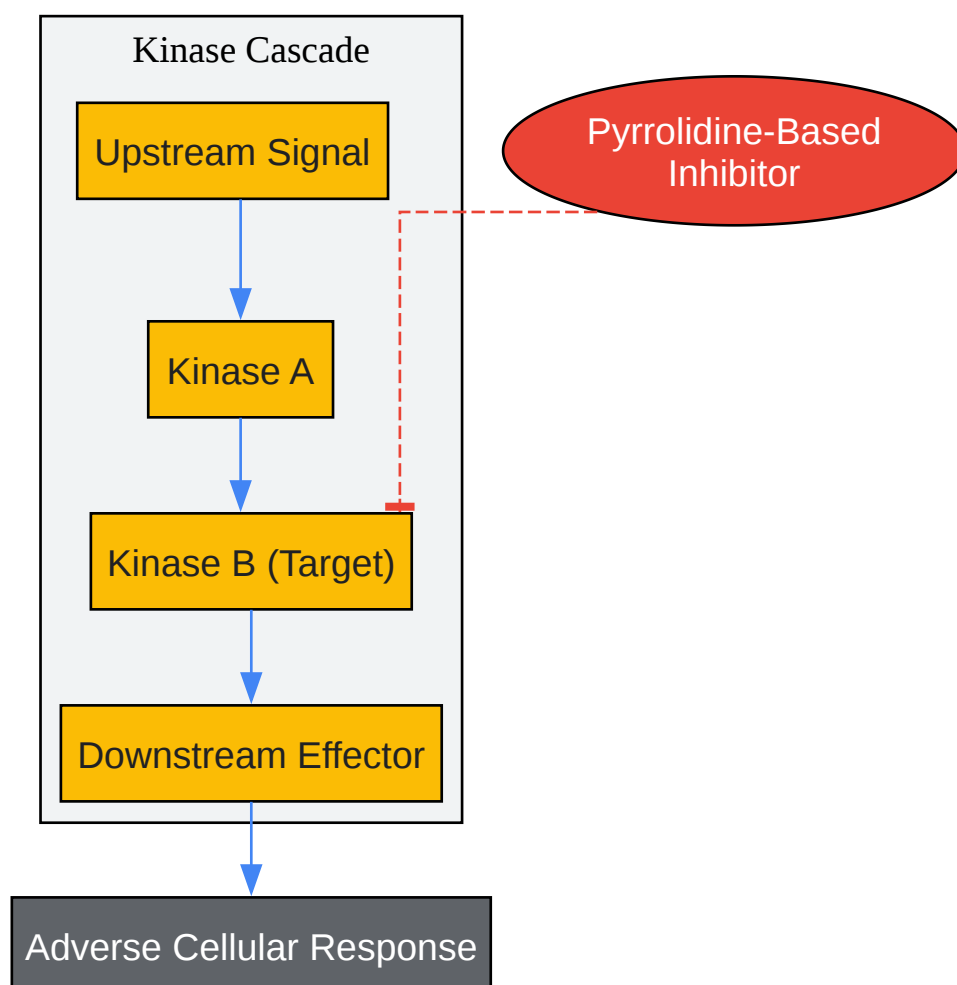 Kinase Cascade
Upstream Signal
Pyrrolidine-Based
Inhibitor
Kinase A
Kinase B (Target)
Downstream Effector
Adverse Cellular Response